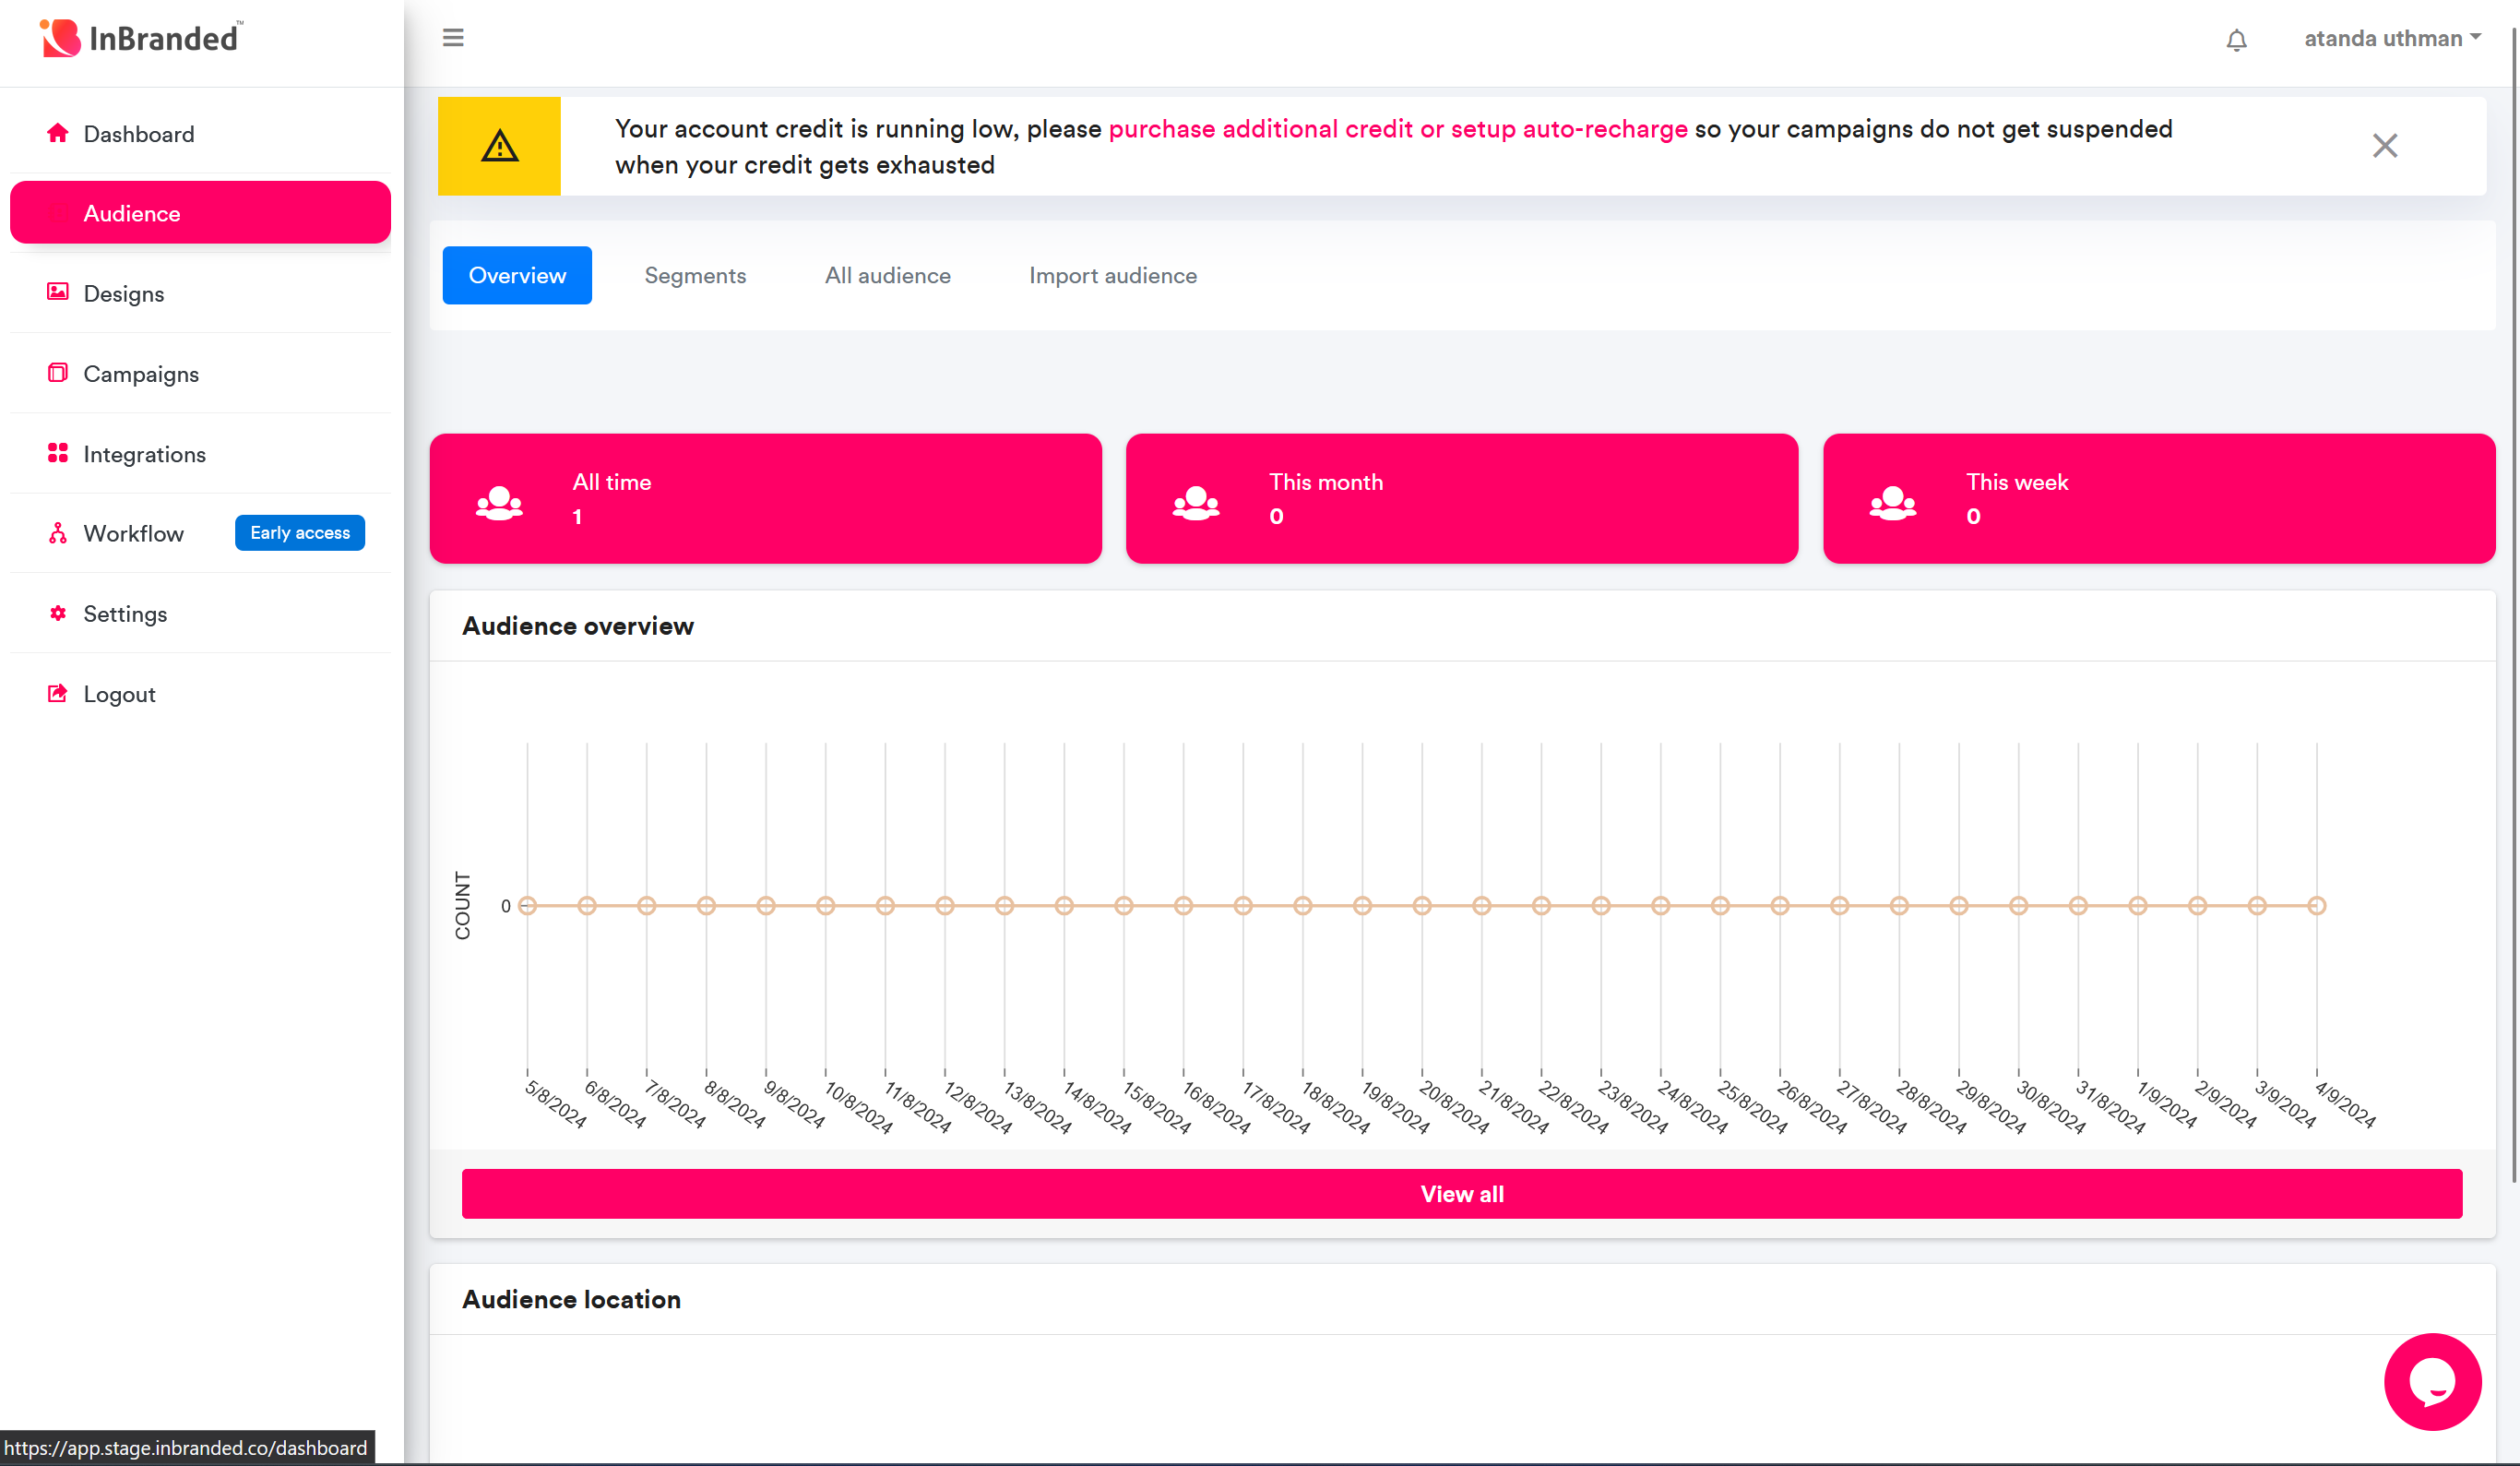 InBranded™
atanda uthman
Dashboard
Audience
Designs
Campaigns
Integrations
Workflow
Early access
Settings
Logout
Your account credit is running low, please purchase additional credit or setup auto-recharge so your campaigns do not get suspended
when your credit gets exhausted
Overview
Segments
All audience
Import audience
All time
1
This month
0
This week
0
Audience overview
COUNT
0
5/8/2024
6/8/2024
7/8/2024
8/8/2024
9/8/2024
10/8/2024
11/8/2024
12/8/2024
13/8/2024
14/8/2024
15/8/2024
16/8/2024
17/8/2024
18/8/2024
19/8/2024
20/8/2024
21/8/2024
22/8/2024
23/8/2024
24/8/2024
25/8/2024
26/8/2024
27/8/2024
28/8/2024
29/8/2024
30/8/2024
31/8/2024
1/9/2024
2/9/2024
3/9/2024
4/9/2024
View all
Audience location
https://app.stage.inbranded.co/dashboard